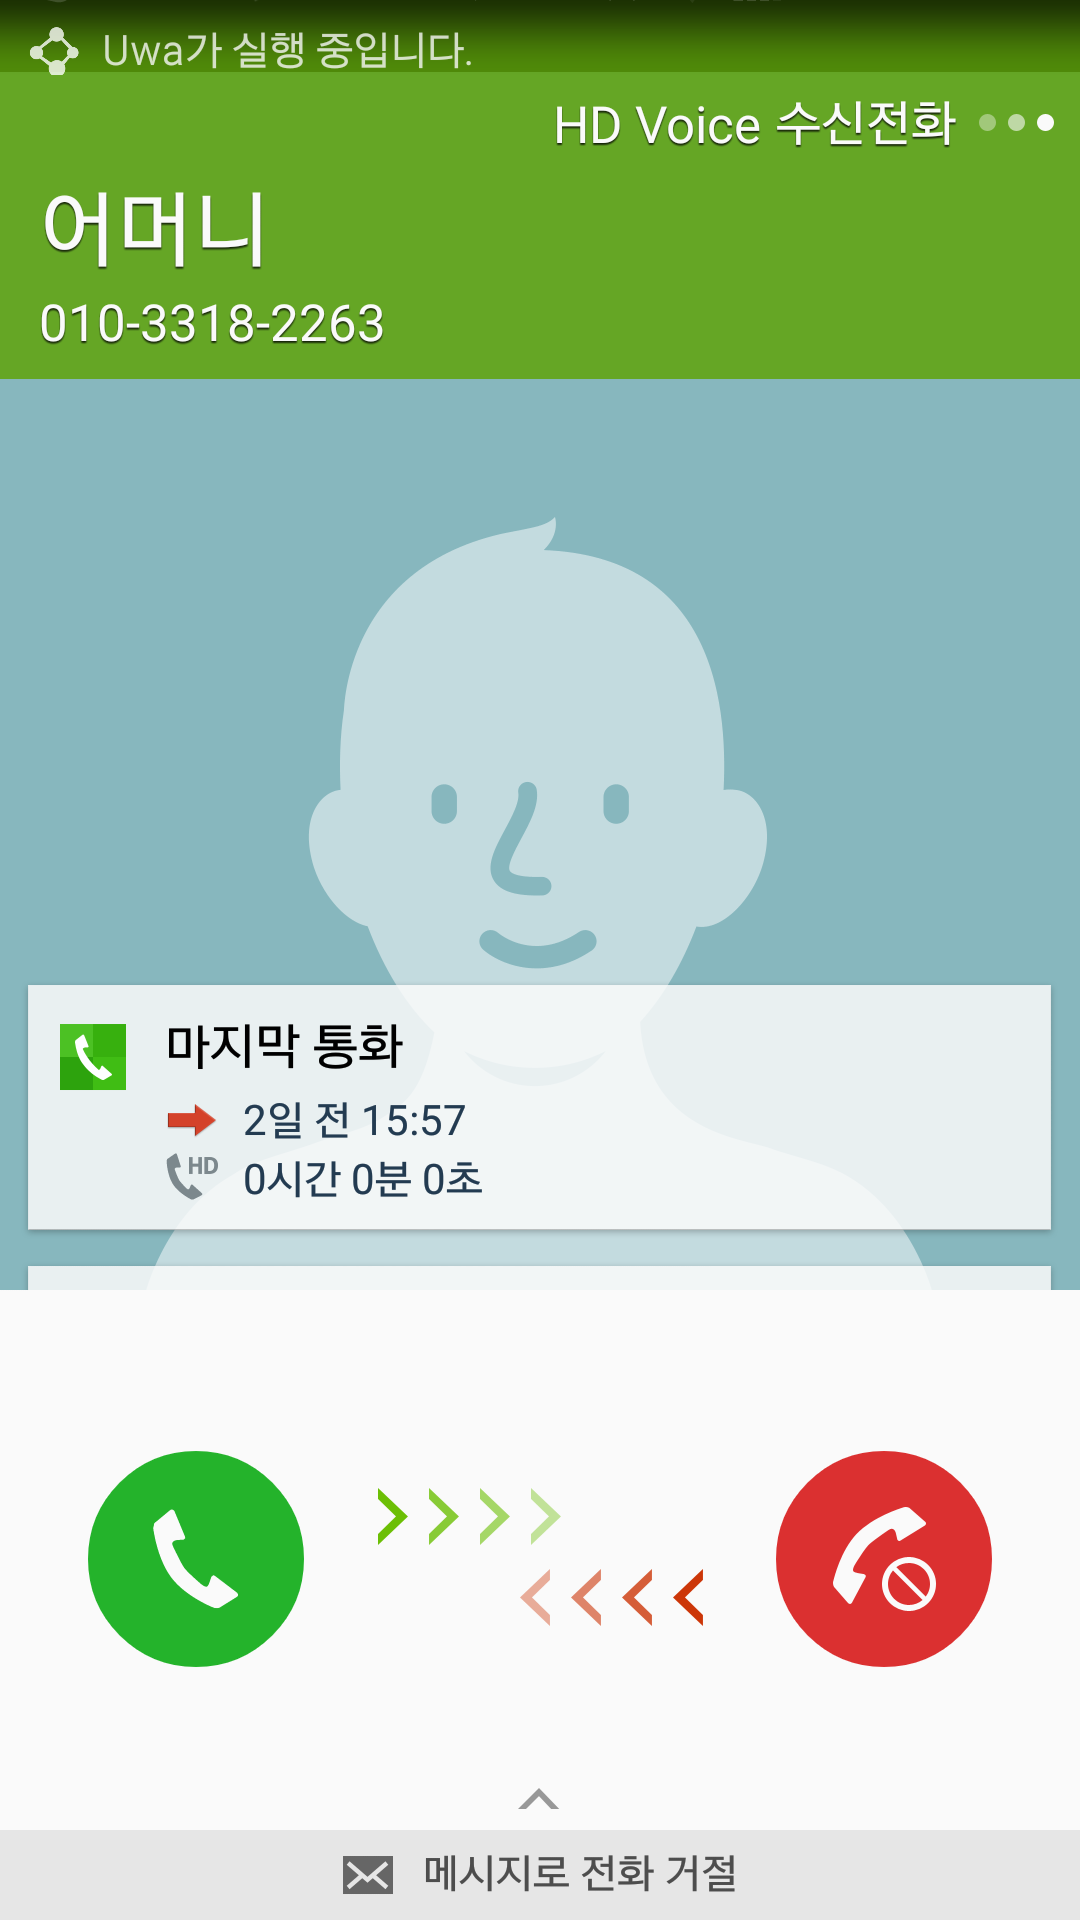 Uwa가 실행 중입니다.
HD Voice 수신전화
어머니
010-3318-2263
마지막 통화
2일 전 15:57
HD
0시간 0분 0초
메시지로 전화 거절